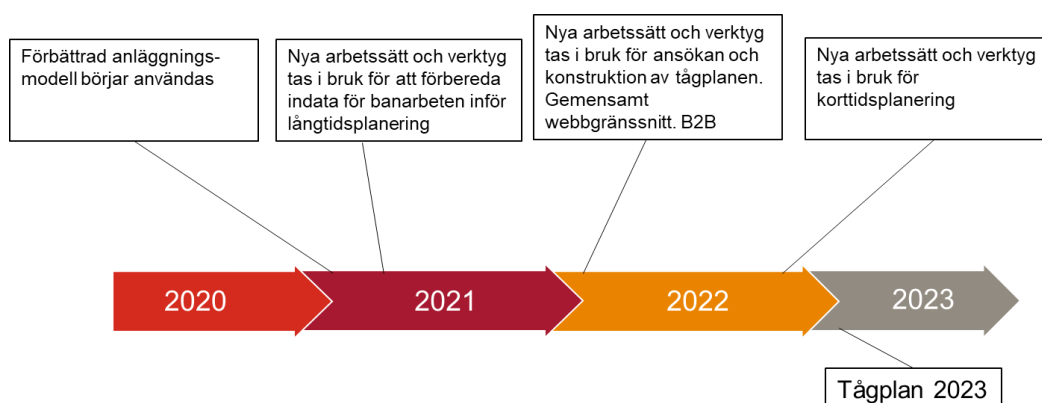 Förbättrad anläggnings-
modell börjar användas
Nya arbetssätt och verktyg
tas i bruk för att förbereda
indata för banarbeten inför
långtidsplanering
Nya arbetssätt och verktyg
tas i bruk för ansökan och
konstruktion av tågplanen.
Gemensamt
webbgränssnitt. B2B
Nya arbetssätt och verktyg
tas i bruk för
korttidsplanering
2020
2021
2022
2023
Tågplan 2023